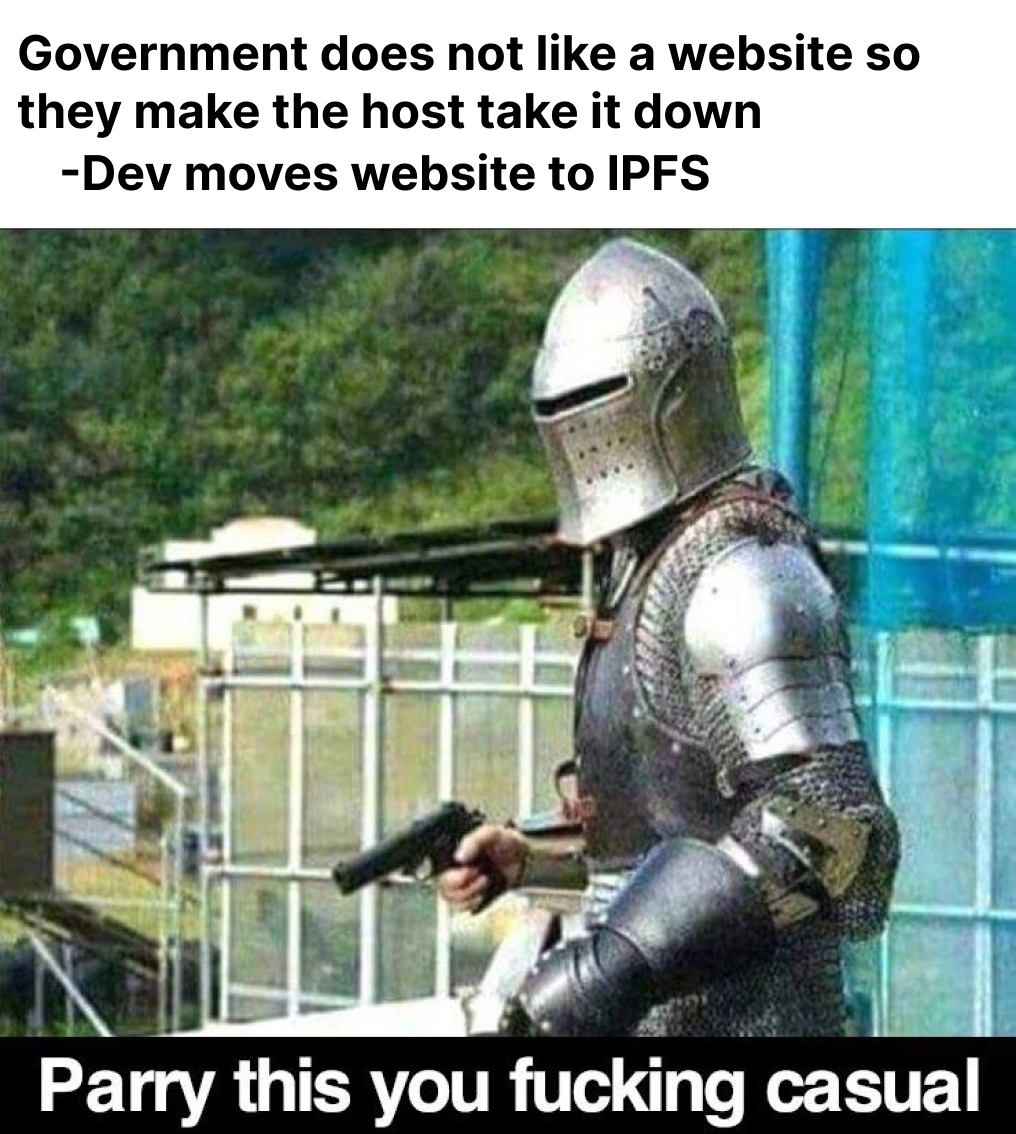 Government does not like a website so
they make the host take it down
-Dev moves website to IPFS
Parry this you fucking casual